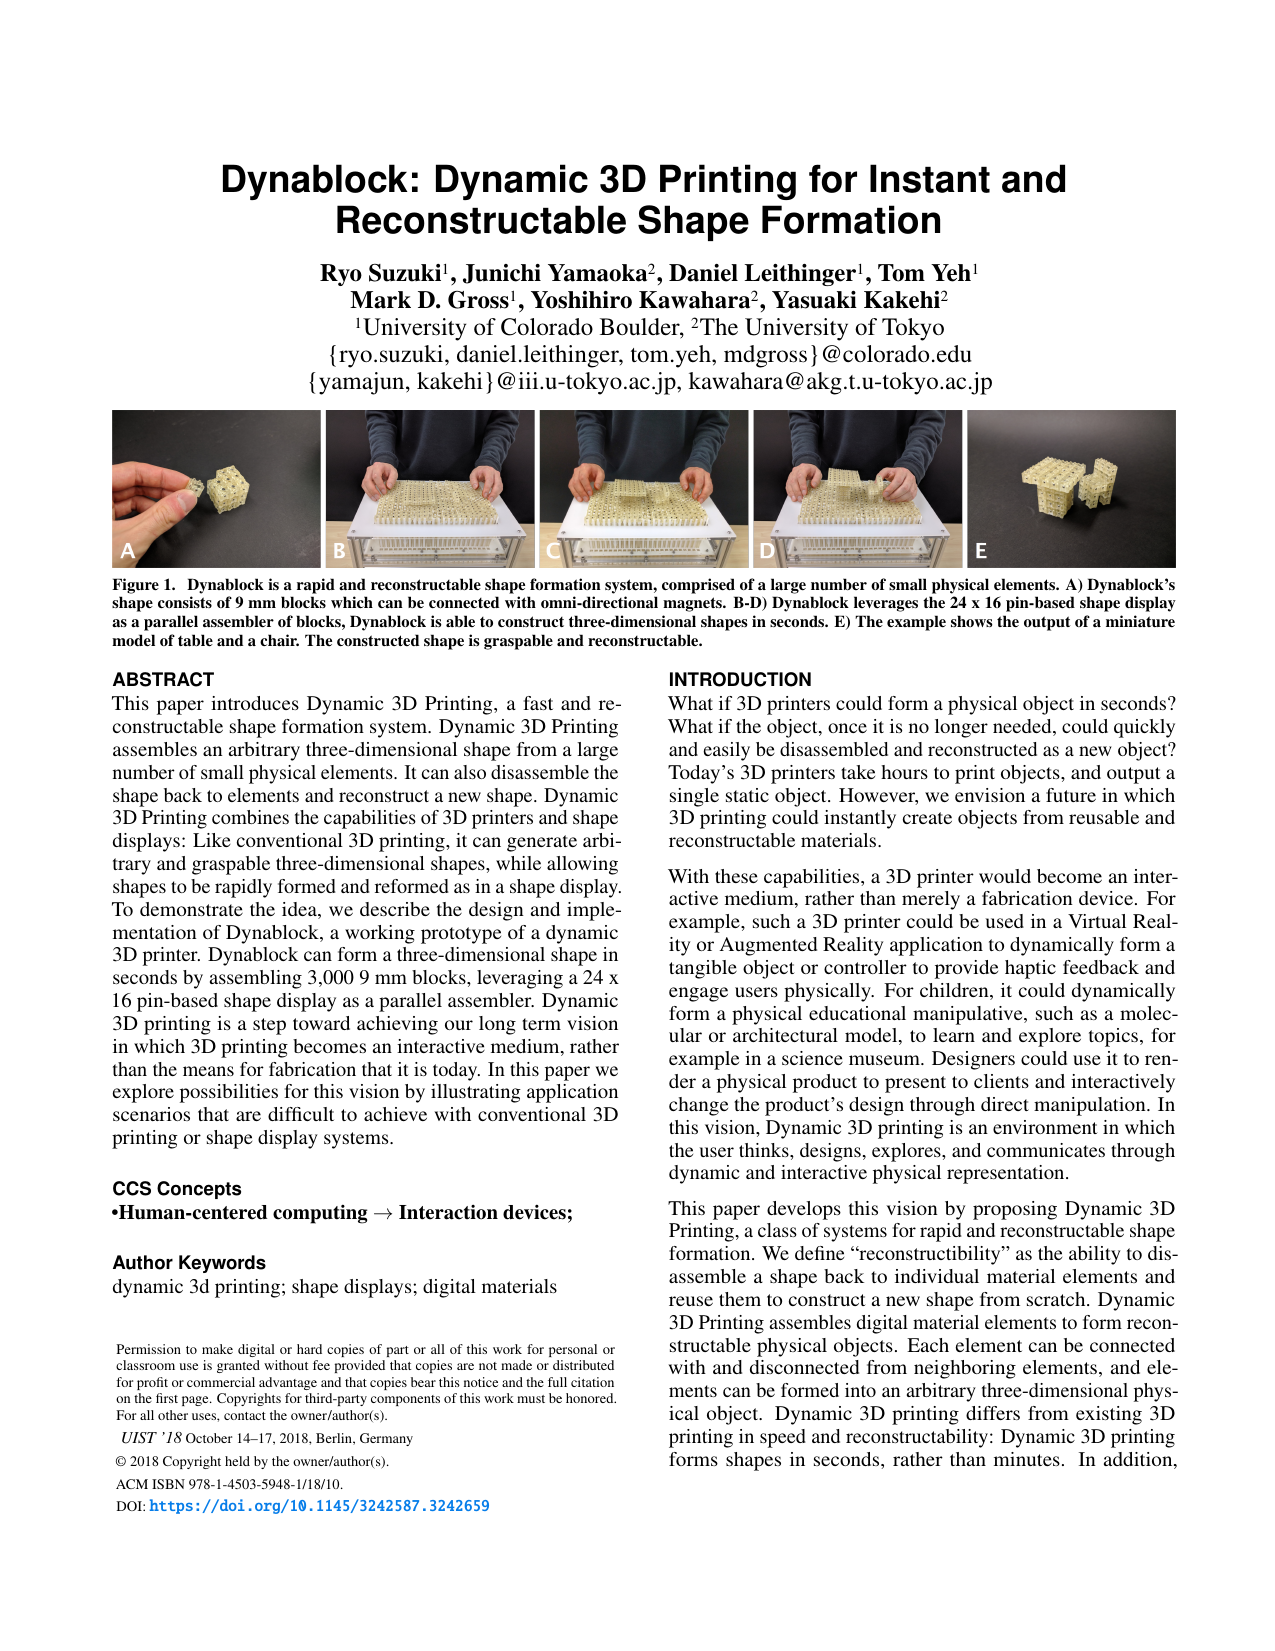 Dynablock: Dynamic 3D Printing for Instant and
Reconstructable Shape Formation
Ryo Suzuki1, Junichi Yamaoka2, Daniel Leithinger1, Tom Yeh1
Mark D. Gross1, Yoshihiro Kawahara2, Yasuaki Kakehi2
1University of Colorado Boulder, 2The University of Tokyo
{ryo.suzuki, daniel.leithinger, tom.yeh, mdgross}@colorado.edu
{yamajun, kakehi}@iii.u-tokyo.ac.jp, kawahara@akg.t.u-tokyo.ac.jp
A B C D E
Figure 1. Dynablock is a rapid and reconstructable shape formation system, comprised of a large number of small physical elements. A) Dynablock's
shape consists of 9 mm blocks which can be connected with omni-directional magnets. B-D) Dynablock leverages the 24 x 16 pin-based shape display
as a parallel assembler of blocks, Dynablock is able to construct three-dimensional shapes in seconds. E) The example shows the output of a miniature
model of table and a chair. The constructed shape is graspable and reconstructable.
ABSTRACT
This paper introduces Dynamic 3D Printing, a fast and re-
constructable shape formation system. Dynamic 3D Printing
assembles an arbitrary three-dimensional shape from a large
number of small physical elements. It can also disassemble the
shape back to elements and reconstruct a new shape. Dynamic
3D Printing combines the capabilities of 3D printers and shape
displays: Like conventional 3D printing, it can generate arbi-
trary and graspable three-dimensional shapes, while allowing
shapes to be rapidly formed and reformed as in a shape display.
To demonstrate the idea, we describe the design and imple-
mentation of Dynablock, a working prototype of a dynamic
3D printer. Dynablock can form a three-dimensional shape in
seconds by assembling 3,000 9 mm blocks, leveraging a 24 x
16 pin-based shape display as a parallel assembler. Dynamic
3D printing is a step toward achieving our long term vision
in which 3D printing becomes an interactive medium, rather
than the means for fabrication that it is today. In this paper we
explore possibilities for this vision by illustrating application
scenarios that are difficult to achieve with conventional 3D
printing or shape display systems.
CCS Concepts
•Human-centered computing → Interaction devices;
Author Keywords
dynamic 3d printing; shape displays; digital materials
Permission to make digital or hard copies of part or all of this work for personal or
classroom use is granted without fee provided that copies are not made or distributed
for profit or commercial advantage and that copies bear this notice and the full citation
on the first page. Copyrights for third-party components of this work must be honored.
For all other uses, contact the owner/author(s).
UIST '18 October 14–17, 2018, Berlin, Germany
© 2018 Copyright held by the owner/author(s).
ACM ISBN 978-1-4503-5948-1/18/10.
DOI: https://doi.org/10.1145/3242587.3242659
INTRODUCTION
What if 3D printers could form a physical object in seconds?
What if the object, once it is no longer needed, could quickly
and easily be disassembled and reconstructed as a new object?
Today's 3D printers take hours to print objects, and output a
single static object. However, we envision a future in which
3D printing could instantly create objects from reusable and
reconstructable materials.
With these capabilities, a 3D printer would become an inter-
active medium, rather than merely a fabrication device. For
example, such a 3D printer could be used in a Virtual Real-
ity or Augmented Reality application to dynamically form a
tangible object or controller to provide haptic feedback and
engage users physically. For children, it could dynamically
form a physical educational manipulative, such as a molec-
ular or architectural model, to learn and explore topics, for
example in a science museum. Designers could use it to ren-
der a physical product to present to clients and interactively
change the product's design through direct manipulation. In
this vision, Dynamic 3D printing is an environment in which
the user thinks, designs, explores, and communicates through
dynamic and interactive physical representation.
This paper develops this vision by proposing Dynamic 3D
Printing, a class of systems for rapid and reconstructable shape
formation. We define “reconstructibility” as the ability to dis-
assemble a shape back to individual material elements and
reuse them to construct a new shape from scratch. Dynamic
3D Printing assembles digital material elements to form recon-
structable physical objects. Each element can be connected
with and disconnected from neighboring elements, and ele-
ments can be formed into an arbitrary three-dimensional phys-
ical object. Dynamic 3D printing differs from existing 3D
printing in speed and reconstructability: Dynamic 3D printing
forms shapes in seconds, rather than minutes. In addition,